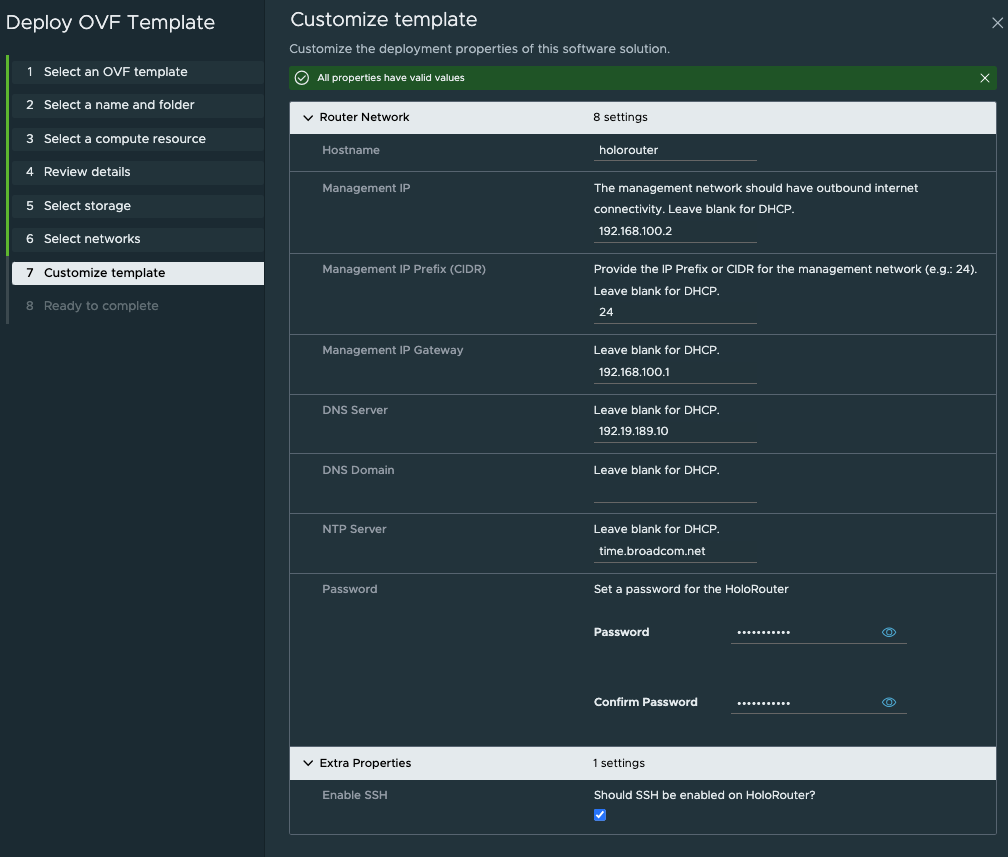 Deploy OVF Template
1 Select an OVF template
2 Select a name and folder
3 Select a compute resource
4 Review details
5 Select storage
6 Select networks
7 Customize template
8 Ready to complete
Customize template
Customize the deployment properties of this software solution.
All properties have valid values
Router Network 8 settings
Hostname holorouter
Management IP The management network should have outbound internet
connectivity. Leave blank for DHCP.
192.168.100.2
Management IP Prefix (CIDR) Provide the IP Prefix or CIDR for the management network (e.g.: 24).
Leave blank for DHCP.
24
Management IP Gateway Leave blank for DHCP.
192.168.100.1
DNS Server Leave blank for DHCP.
192.19.189.10
DNS Domain Leave blank for DHCP.
NTP Server Leave blank for DHCP.
time.broadcom.net
Password Set a password for the HoloRouter
Password •••••••••••
Confirm Password •••••••••••
Extra Properties 1 settings
Enable SSH Should SSH be enabled on HoloRouter?